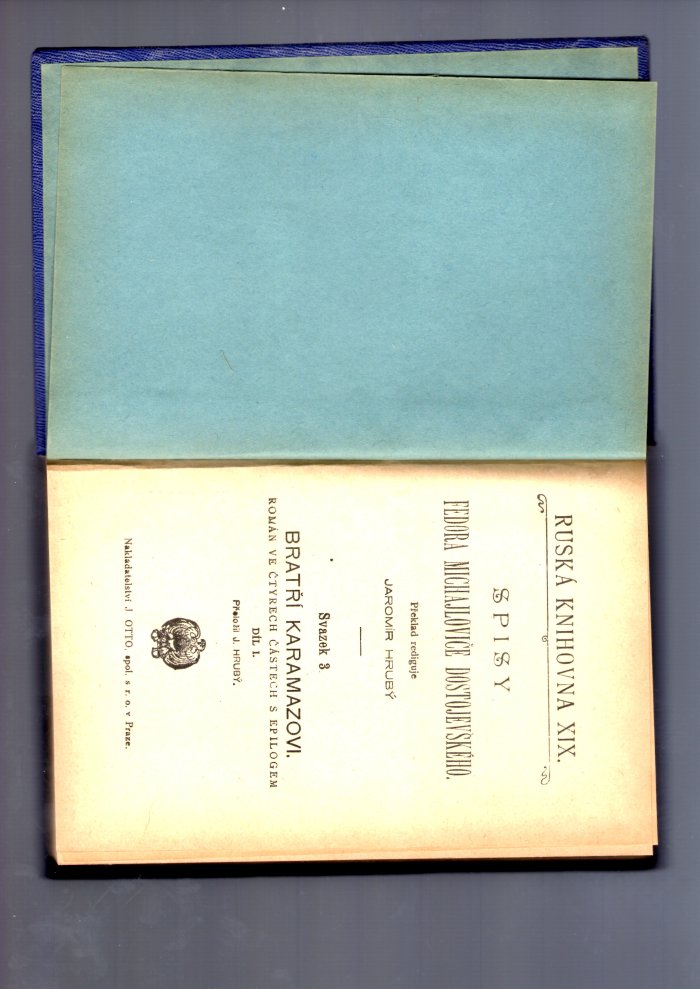 RUSKÁ KNIHOVNA XIX.
SPISY
FEDORA MICHAJLOVIČE DOSTOJEVSKÉHO.
Překlad rediguje
JAROMÍR HRUBÝ
Svazek 3
BRATŘÍ KARAMAZOVI.
ROMÁN VE ČTYRECH ČÁSTECH S EPILOGEM
DÍL I.
Přeložil J. HRUBÝ.
Nakladatelství J. OTTO, spol. s r. o. v Praze.